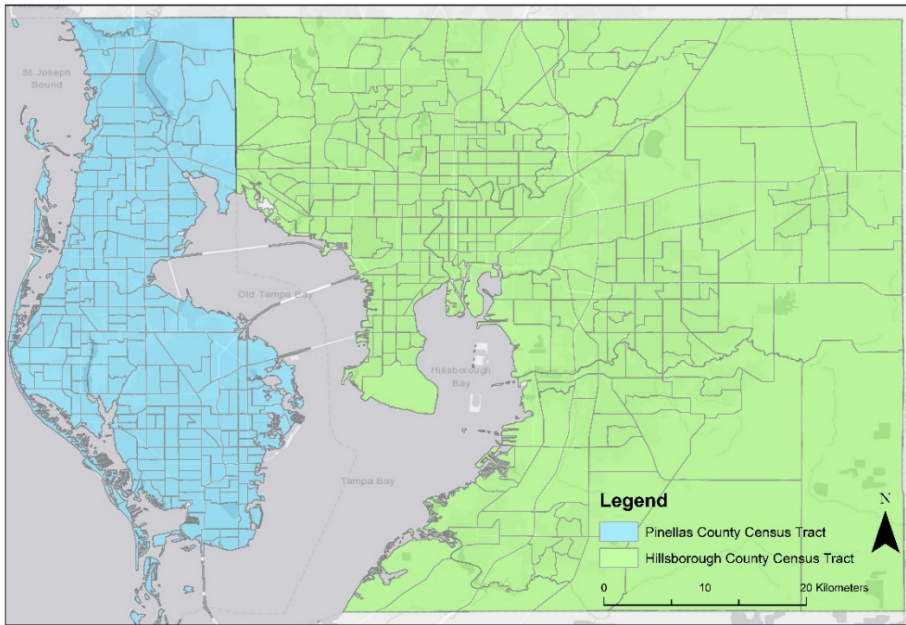 St Joseph
Sound
Old Tampa Bay
Hillsborough
Bay
Tampa Bay
Legend
Pinellas County Census Tract
Hillsborough County Census Tract
N
0 10 20 Kilometers